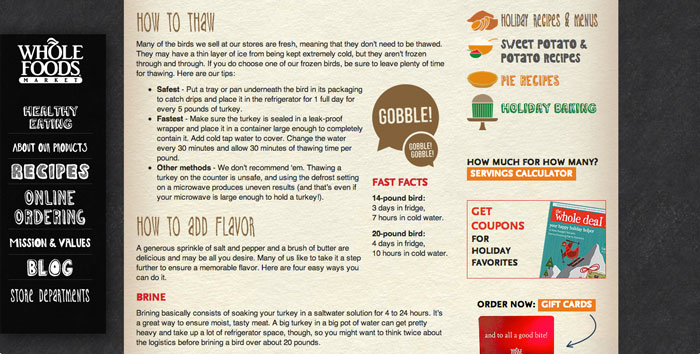 WHOLE
FOODS
MARKET
HEALTHY
EATING
ABOUT OUR PRODUCTS
RECIPES
ONLINE
ORDERING
MISSION & VALUES
BLOG
STORE DEPARTMENTS
HOW TO THAW
Many of the birds we sell at our stores are fresh, meaning that they don't need to be thawed.
They may have a thin layer of ice from being kept extremely cold, but they aren't frozen
through and through. If you do choose one of our frozen birds, be sure to leave plenty of time
for thawing. Here are our tips:
• Safest - Put a tray or pan underneath the bird in its packaging
to catch drips and place it in the refrigerator for 1 full day for
every 5 pounds of turkey.
• Fastest - Make sure the turkey is sealed in a leak-proof
wrapper and place it in a container large enough to completely
contain it. Add cold tap water to cover. Change the water
every 30 minutes and allow 30 minutes of thawing time per
pound.
• Other methods - We don't recommend 'em. Thawing a
turkey on the counter is unsafe, and using the defrost setting
on a microwave produces uneven results (and that's even if
your microwave is large enough to hold a turkey!).
GOBBLE!
GOBBLE!
GOBBLE!
FAST FACTS
14-pound bird:
3 days in fridge,
7 hours in cold water.
20-pound bird:
4 days in fridge,
10 hours in cold water.
HOW TO ADD FLAVOR
A generous sprinkle of salt and pepper and a brush of butter are
delicious and may be all you desire. Many of us like to take it a step
further to ensure a memorable flavor. Here are four easy ways you
can do it.
BRINE
Brining basically consists of soaking your turkey in a saltwater solution for 4 to 24 hours. It's
a great way to ensure moist, tasty meat. A big turkey in a big pot of water can get pretty
heavy and take up a lot of refrigerator space, though, so you might want to think twice about
the logistics before brining a bird over about 20 pounds.
HOLIDAY RECIPES & MENUS
SWEET POTATO &
POTATO RECIPES
PIE RECIPES
HOLIDAY BAKING
HOW MUCH FOR HOW MANY?
SERVINGS CALCULATOR
GET
COUPONS
FOR
HOLIDAY
FAVORITES
the whole deal
your happy holiday helper
ORDER NOW: GIFT CARDS
and to all a good bite!
WHOLE
FOODS